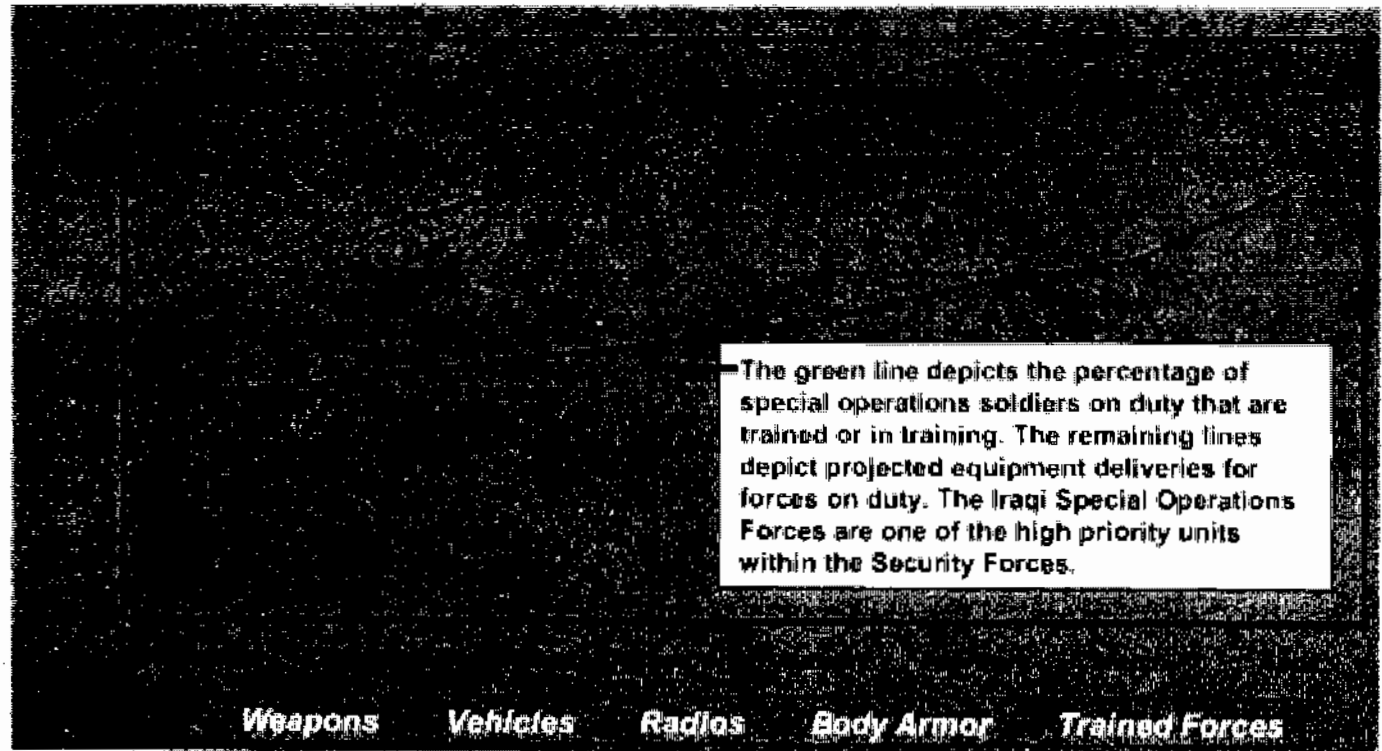 The green line depicts the percentage of
special operations soldiers on duty that are
trained or in training. The remaining lines
depict projected equipment deliveries for
forces on duty. The Iraqi Special Operations
Forces are one of the high priority units
within the Security Forces.
Weapons Vehicles Radios Body Armor Trained Forces